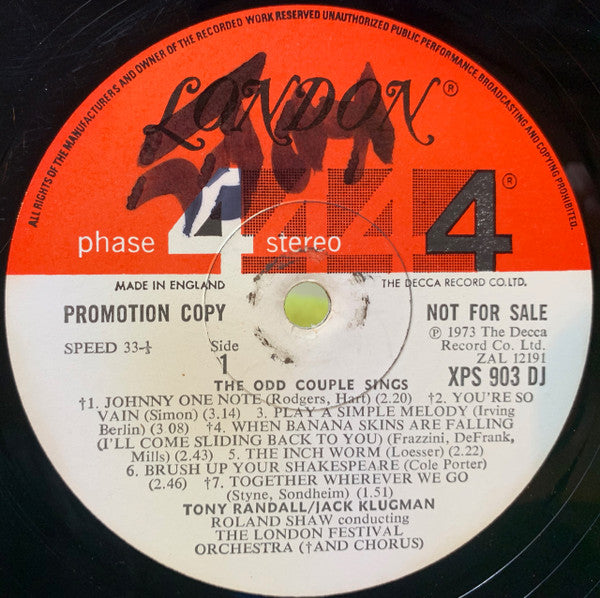 ALL RIGHTS OF THE MANUFACTURERS AND OWNER OF THE RECORDED WORK RESERVED UNAUTHORIZED PUBLIC PERFORMANCE BROADCASTING AND COPYING PROHIBITED.
LONDON®
phase 4 stereo 4 4 4 4®
MADE IN ENGLAND
THE DECCA RECORD CO. LTD.
PROMOTION COPY
NOT FOR SALE
SPEED 33-⅓
Side
1
℗ 1973 The Decca
Record Co. Ltd.
ZAL 12191
XPS 903 DJ
THE ODD COUPLE SINGS
†1. JOHNNY ONE NOTE (Rodgers, Hart) (2.20) †2. YOU'RE SO
VAIN (Simon) (3.14) 3. PLAY A SIMPLE MELODY (Irving
Berlin) (3 08) †4. WHEN BANANA SKINS ARE FALLING
(I'LL COME SLIDING BACK TO YOU) (Frazzini, DeFrank,
Mills) (2.43) 5. THE INCH WORM (Loesser) (2.22)
6. BRUSH UP YOUR SHAKESPEARE (Cole Porter)
(2.46) †7. TOGETHER WHEREVER WE GO
(Styne, Sondheim) (1.51)
TONY RANDALL/JACK KLUGMAN
ROLAND SHAW conducting
THE LONDON FESTIVAL
ORCHESTRA (†AND CHORUS)